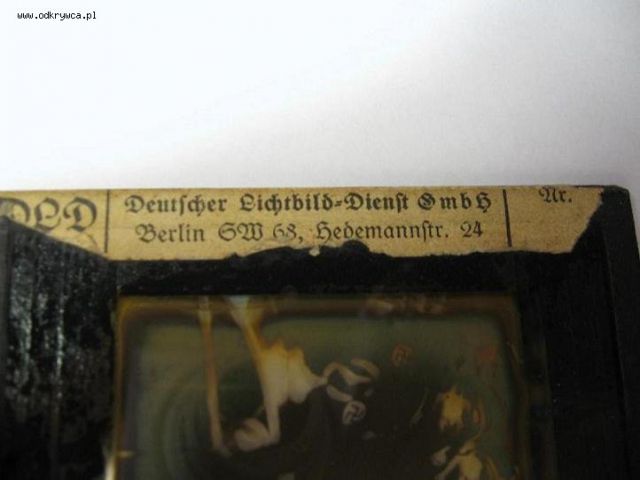 www.odkrywca.pl
DLD
Deutſcher Lichtbild-Dienſt GmbH
Berlin SW 68, Hedemannſtr. 24
Nr.